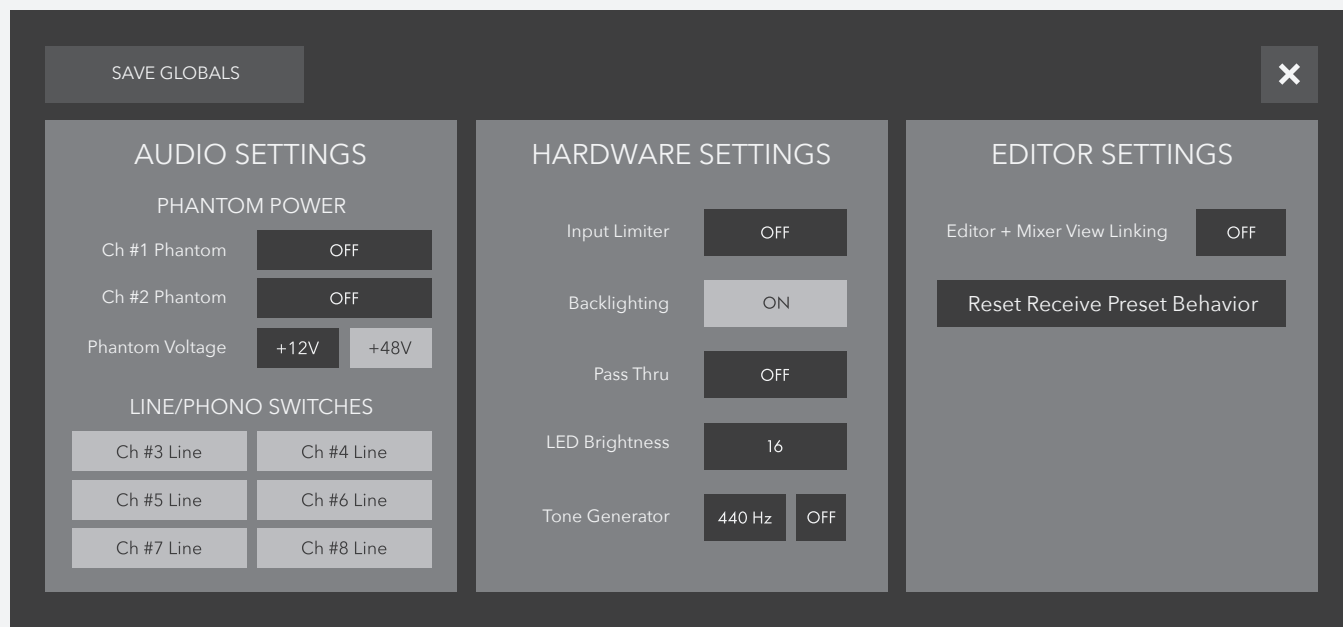 SAVE GLOBALS
AUDIO SETTINGS
PHANTOM POWER
Ch #1 Phantom OFF
Ch #2 Phantom OFF
Phantom Voltage +12V +48V
LINE/PHONO SWITCHES
Ch #3 Line Ch #4 Line
Ch #5 Line Ch #6 Line
Ch #7 Line Ch #8 Line
HARDWARE SETTINGS
Input Limiter OFF
Backlighting ON
Pass Thru OFF
LED Brightness 16
Tone Generator 440 Hz OFF
EDITOR SETTINGS
Editor + Mixer View Linking OFF
Reset Receive Preset Behavior